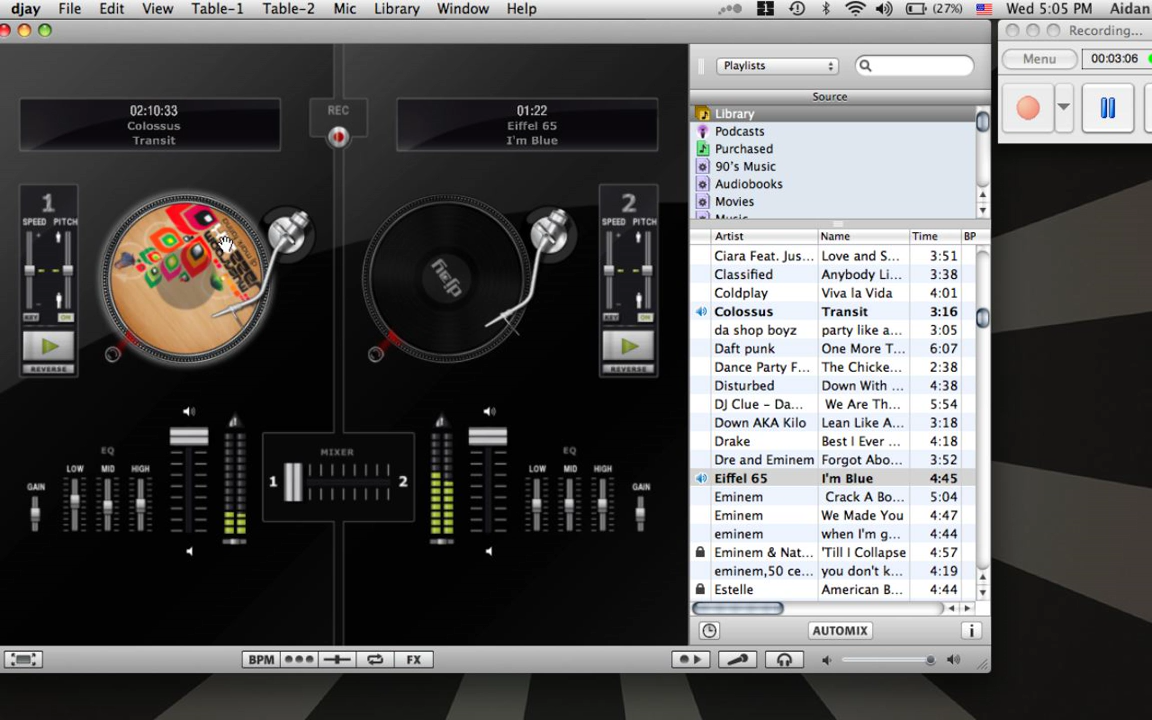 djay File Edit View Table-1 Table-2 Mic Library Window Help (27%) Wed 5:05 PM Aidan
Recording...
Menu 00:03:06
Playlists
Source
Library
Podcasts
Purchased
90's Music
Audiobooks
Movies
Music
02:10:33
Colossus
Transit
REC
01:22
Eiffel 65
I'm Blue
1
SPEED PITCH
KEY ON
REVERSE
djay
2
SPEED PITCH
KEY ON
REVERSE
Artist Name Time BP
Ciara Feat. Jus... Love and S... 3:51
Classified Anybody Li... 3:38
Coldplay Viva la Vida 4:01
Colossus Transit 3:16
da shop boyz party like a... 3:05
Daft punk One More T... 6:07
Dance Party F... The Chicke... 2:38
Disturbed Down With ... 4:38
DJ Clue - Da... We Are Th... 5:54
Down AKA Kilo Lean Like A... 3:18
Drake Best I Ever ... 4:18
Dre and Eminem Forgot Abo... 3:52
Eiffel 65 I'm Blue 4:45
Eminem Crack A Bo... 5:04
Eminem We Made You 4:47
eminem when I'm g... 4:44
Eminem & Nat... 'Till I Collapse 4:57
eminem,50 ce... you don't k... 4:19
Estelle American B... 4:44
EQ
GAIN LOW MID HIGH
MIXER
1 2
EQ
LOW MID HIGH GAIN
AUTOMIX i
BPM FX